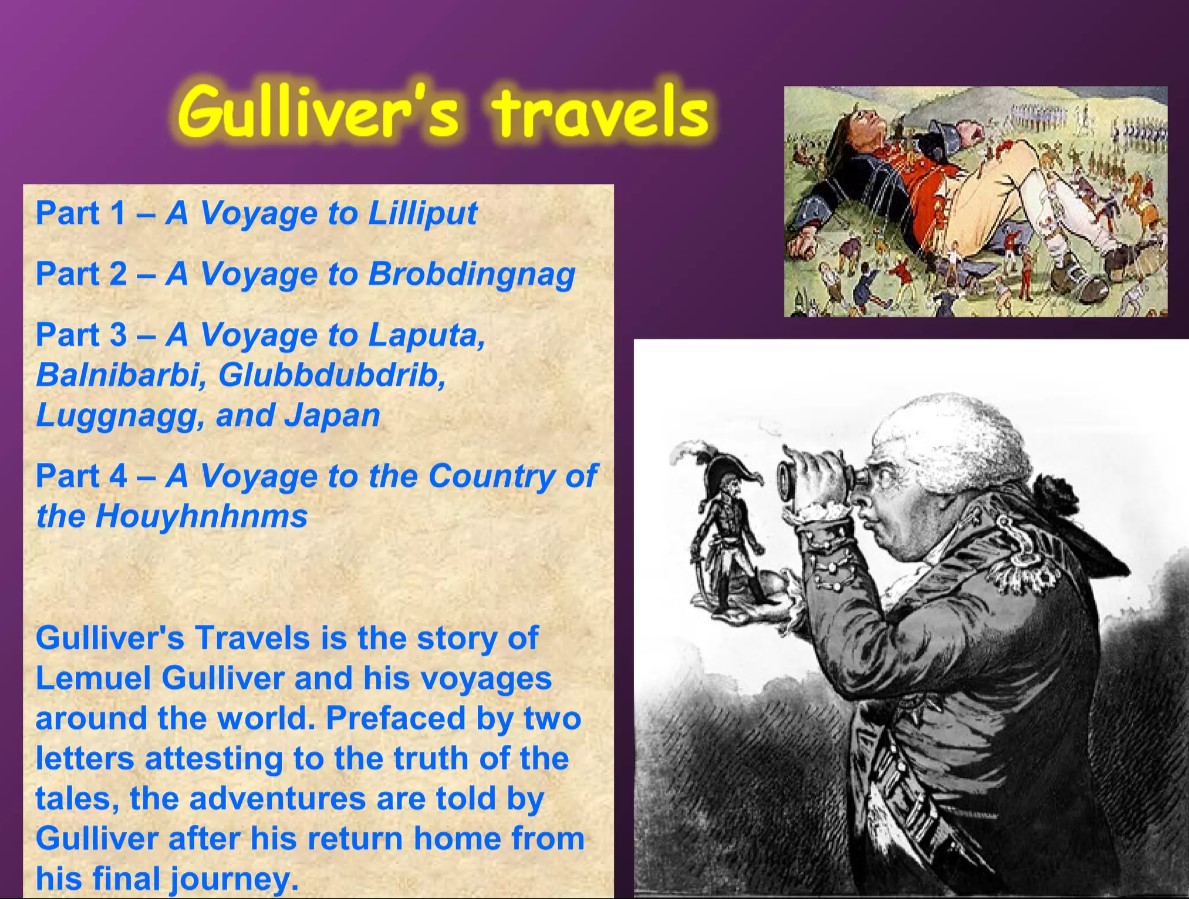 Gulliver’s travels
Part 1 – A Voyage to Lilliput
Part 2 – A Voyage to Brobdingnag
Part 3 – A Voyage to Laputa,
Balnibarbi, Glubbdubdrib,
Luggnagg, and Japan
Part 4 – A Voyage to the Country of
the Houyhnhnms
Gulliver's Travels is the story of
Lemuel Gulliver and his voyages
around the world. Prefaced by two
letters attesting to the truth of the
tales, the adventures are told by
Gulliver after his return home from
his final journey.